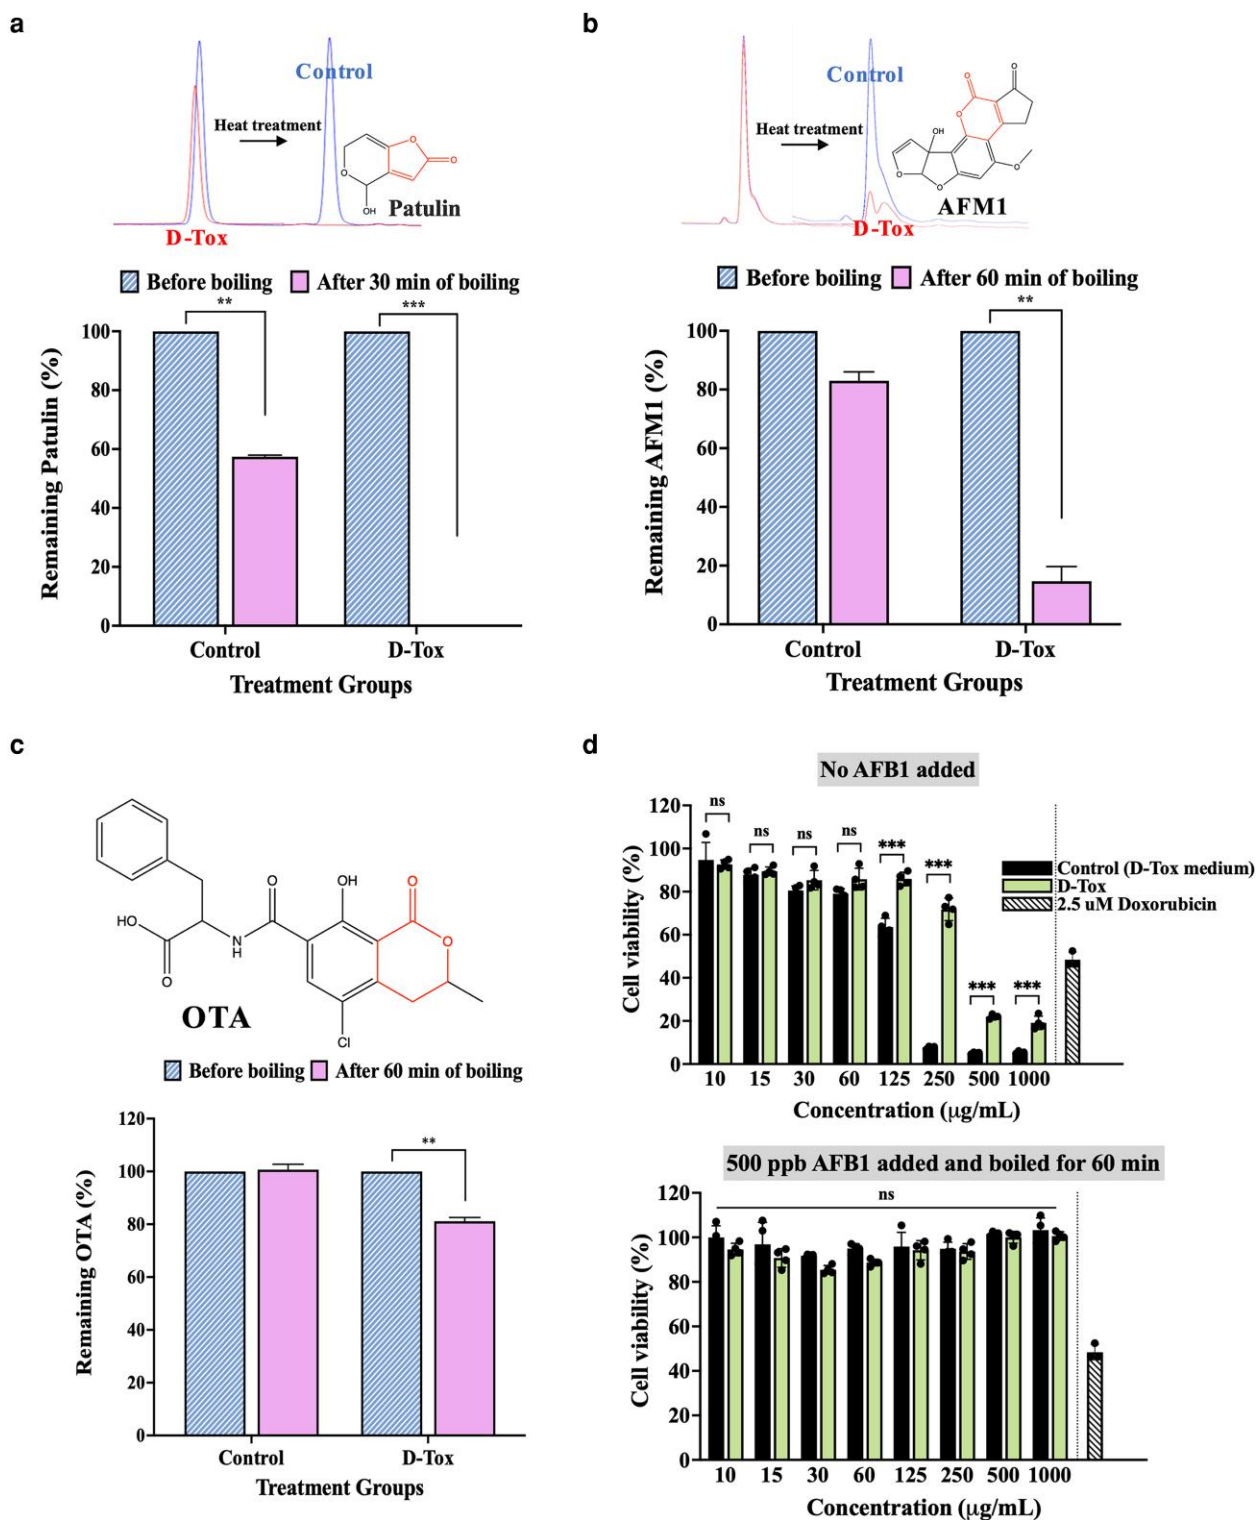 a
Control
Heat treatment
OH
O
O
O
Patulin
D-Tox
Before boiling
After 30 min of boiling
**
***
100
80
60
40
20
0
Remaining Patulin (%)
Control
D-Tox
Treatment Groups
b
Control
Heat treatment
O
O
O
OH
O
O
O
AFM1
D-Tox
Before boiling
After 60 min of boiling
**
100
80
60
40
20
0
Remaining AFM1 (%)
Control
D-Tox
Treatment Groups
c
O
OH
O
HO
N
H
O
O
Cl
OTA
Before boiling
After 60 min of boiling
**
120
100
80
60
40
20
0
Remaining OTA (%)
Control
D-Tox
Treatment Groups
d
No AFB1 added
120
100
80
60
40
20
0
Cell viability (%)
ns
ns
ns
ns
***
***
***
***
Control (D-Tox medium)
D-Tox
2.5 uM Doxorubicin
10 15 30 60 125 250 500 1000
Concentration (μg/mL)
500 ppb AFB1 added and boiled for 60 min
ns
120
100
80
60
40
20
0
Cell viability (%)
10 15 30 60 125 250 500 1000
Concentration (μg/mL)